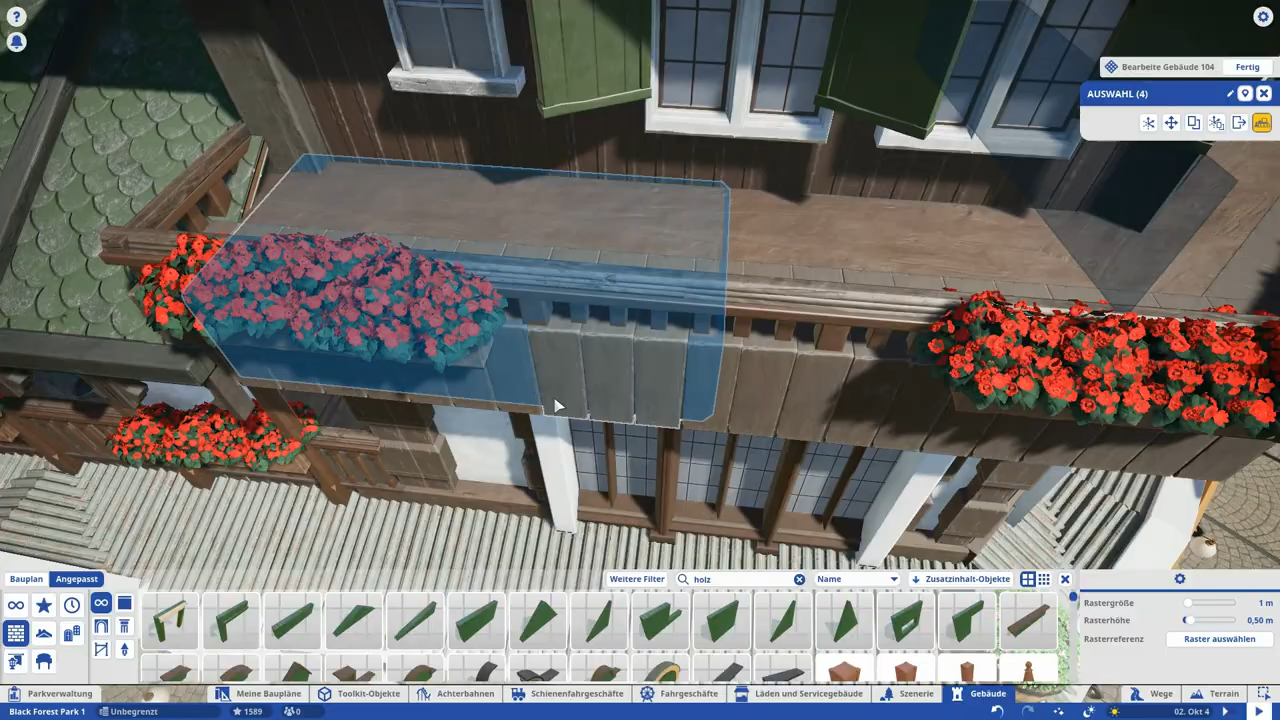 Bearbeite Gebäude 104 Fertig
AUSWAHL (4)
Bauplan Angepasst Weitere Filter holz Name Zusatzinhalt-Objekte
Rastergröße 1 m
Rasterhöhe 0,50 m
Rasterreferenz Raster auswählen
Parkverwaltung Meine Baupläne Toolkit-Objekte Achterbahnen Schienenfahrgeschäfte Fahrgeschäfte Läden und Servicegebäude Szenerie Gebäude Wege Terrain
Black Forest Park 1 Unbegrenzt 1589 0 02. Okt 4